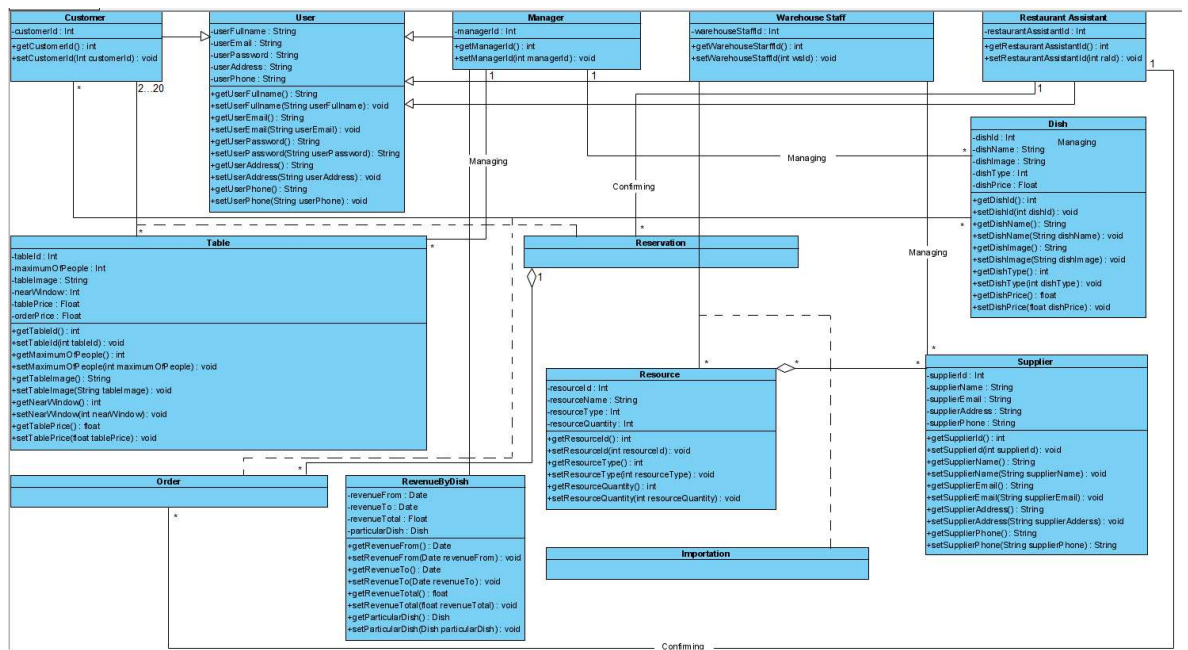 Customer
-customerId : Int
+getCustomerId() : int
+setCustomerId(Int customerId) : void
User
-userFullname : String
-userEmail : String
-userPassword : String
-userAddress : String
-userPhone : String
+getUserFullname() : String
+setUserFullname(String userFullname) : void
+getUserEmail() : String
+setUserEmail(String userEmail) : void
+getUserPassword() : String
+setUserPassword(String userPassword) : String
+getUserAddress() : String
+setUserAddress(String userAddress) : void
+getUserPhone() : String
+setUserPhone(String userPhone) : void
Manager
-managerId : Int
+getManagerId() : int
+setManagerId(int managerId) : void
Warehouse Staff
-warehouseStaffId : Int
+getWarehouseStarffId() : int
+setWarehouseStaffId(int wsId) : void
Restaurant Assistant
-restaurantAssistantId : Int
+getRestaurantAssistantId() : int
+setRestaurantAssistantId(int raId) : void
*
2...20
1
1
1
1
Managing
Managing
Confirming
Managing
Dish
-dishId : Int
-dishName : String
-dishImage : String
-dishType : Int
-dishPrice : Float
Managing
+getDishId() : int
+setDishId(int dishId) : void
+getDishName() : String
+setDishName(String dishName) : void
+getDishImage() : String
+setDishImage(String dishImage) : void
+getDishType() : int
+setDishType(int dishType) : void
+getDishPrice() : float
+setDishPrice(float dishPrice) : void
*
*
*
*
*
Table
-tableId : Int
-maximumOfPeople : Int
-tableImage : String
-nearWindow : Int
-tablePrice : Float
-orderPrice : Float
+getTableId() : int
+setTableId(int tableId) : void
+getMaximumOfPeople() : int
+setMaximumOfPeople(int maximumOfPeople) : void
+getTableImage() : String
+setTableImage(String tableImage) : void
+getNearWindow() : int
+setNearWindow(int nearWindow) : void
+getTablePrice() : float
+setTablePrice(float tablePrice) : void
Reservation
1
*
*
*
*
Resource
-resourceId : Int
-resourceName : String
-resourceType : Int
-resourceQuantity : Int
+getResourceId() : int
+setResourceId(int resourceId) : void
+getResourceType() : int
+setResourceType(int resourceType) : void
+getResourceQuantity() : int
+setResourceQuantity(int resourceQuantity) : void
Supplier
-supplierId : Int
-supplierName : String
-supplierEmail : String
-supplierAddress : String
-supplierPhone : String
+getSupplierId() : int
+setSupplierId(int supplierId) : void
+getSupplierName() : String
+setSupplierName(String supplierName) : void
+getSupplierEmail() : String
+setSupplierEmail(String supplierEmail) : void
+getSupplierAddress() : String
+setSupplierAddress(String supplierAdderss) : void
+getSupplierPhone() : String
+setSupplierPhone(String supplierPhone) : String
*
Order
*
RevenueByDish
-revenueFrom : Date
-revenueTo : Date
-revenueTotal : Float
-particularDish : Dish
+getRevenueFrom() : Date
+setRevenueFrom(Date revenueFrom) : void
+getRevenueTo() : Date
+setRevenueTo(Date revenueTo) : void
+getRevenueTotal() : float
+setRevenueTotal(float revenueTotal) : void
+getParticularDish() : Dish
+setParticularDish(Dish particularDish) : void
Importation
Confirming